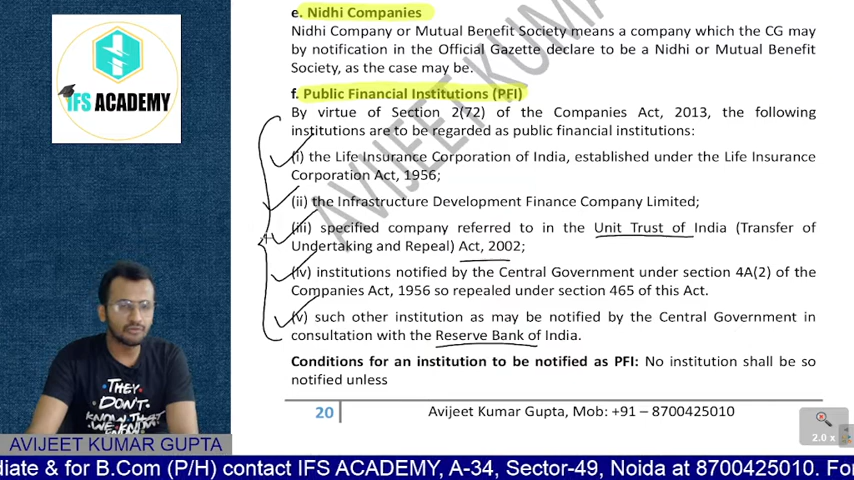 e. Nidhi Companies
Nidhi Company or Mutual Benefit Society means a company which the CG may
by notification in the Official Gazette declare to be a Nidhi or Mutual Benefit
Society, as the case may be.
f. Public Financial Institutions (PFI)
By virtue of Section 2(72) of the Companies Act, 2013, the following
institutions are to be regarded as public financial institutions:
(i) the Life Insurance Corporation of India, established under the Life Insurance
Corporation Act, 1956;
(ii) the Infrastructure Development Finance Company Limited;
(iii) specified company referred to in the Unit Trust of India (Transfer of
Undertaking and Repeal) Act, 2002;
(iv) institutions notified by the Central Government under section 4A(2) of the
Companies Act, 1956 so repealed under section 465 of this Act.
(v) such other institution as may be notified by the Central Government in
consultation with the Reserve Bank of India.
Conditions for an institution to be notified as PFI: No institution shall be so
notified unless
20
Avijeet Kumar Gupta, Mob: +91 – 8700425010
AVIJEET KUMAR
IFS ACADEMY
THEY
DON'T
KNOW THAT
WE KNOW
2.0 x
AVIJEET KUMAR GUPTA
diate & for B.Com (P/H) contact IFS ACADEMY, A-34, Sector-49, Noida at 8700425010. For